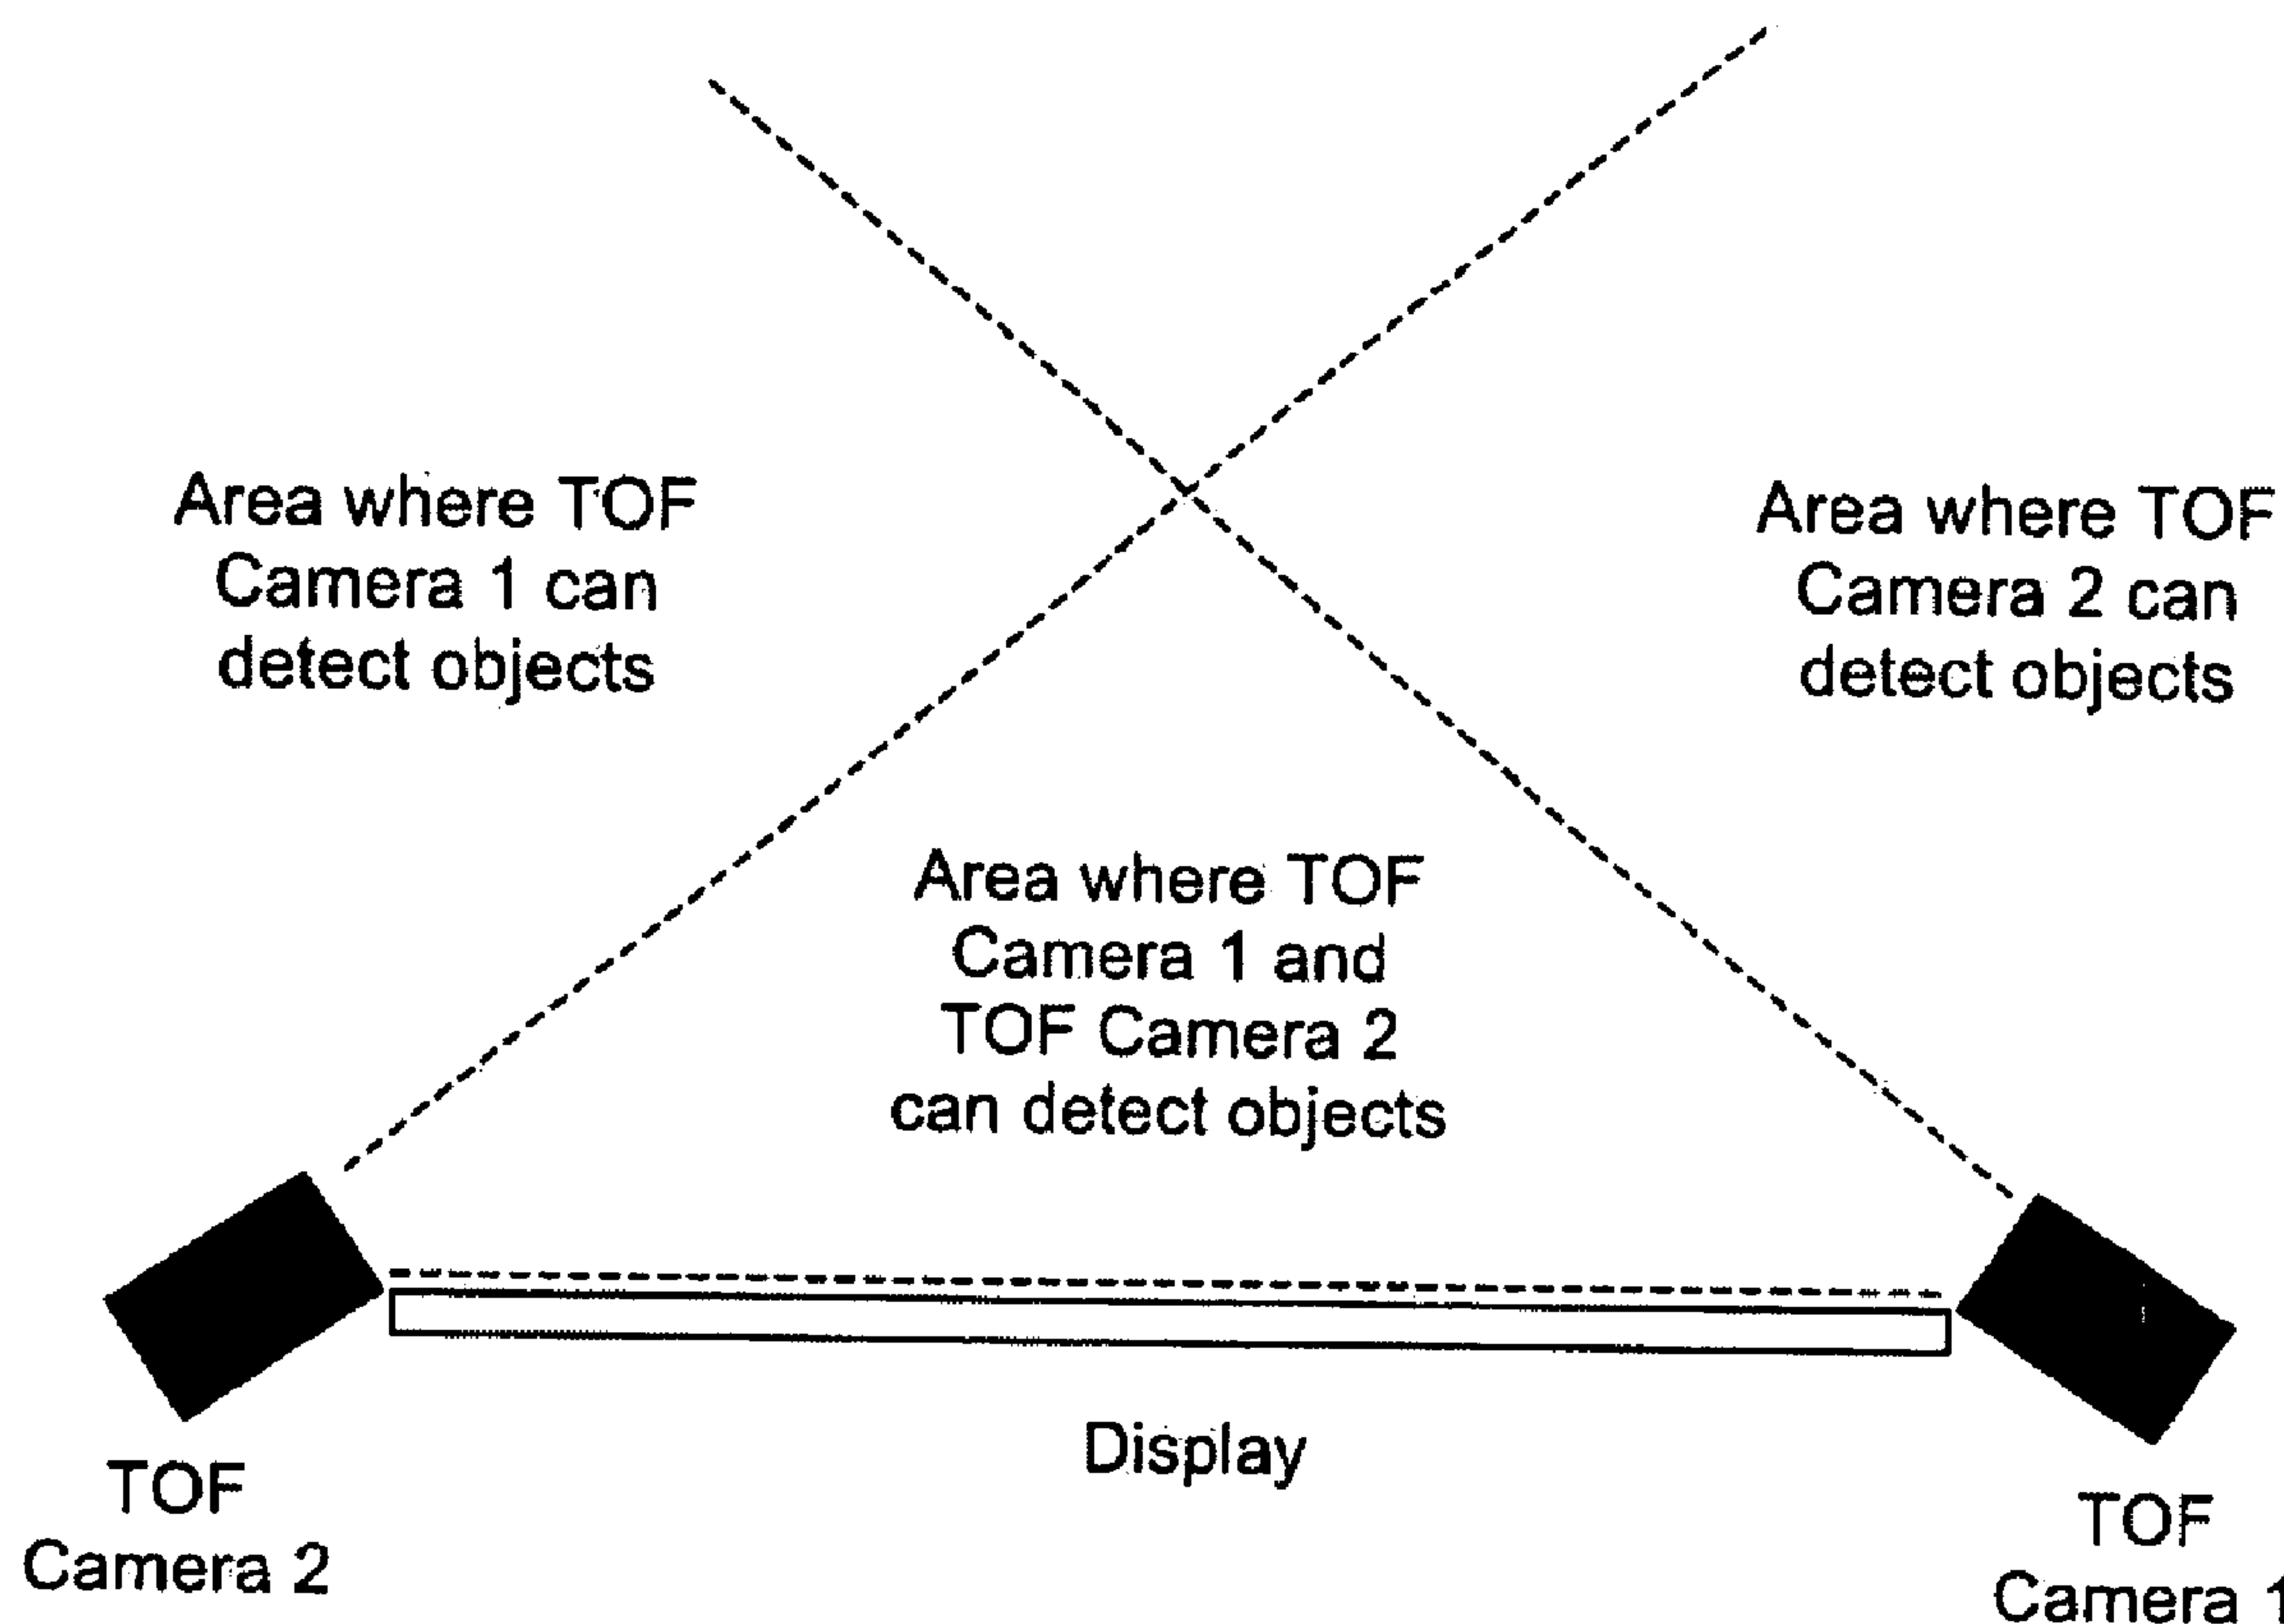 Area where TOF
Camera 1 can
detect objects
Area where TOF
Camera 2 can
detect objects
Area where TOF
Camera 1 and
TOF Camera 2
can detect objects
Display
TOF
Camera 2
TOF
Camera 1